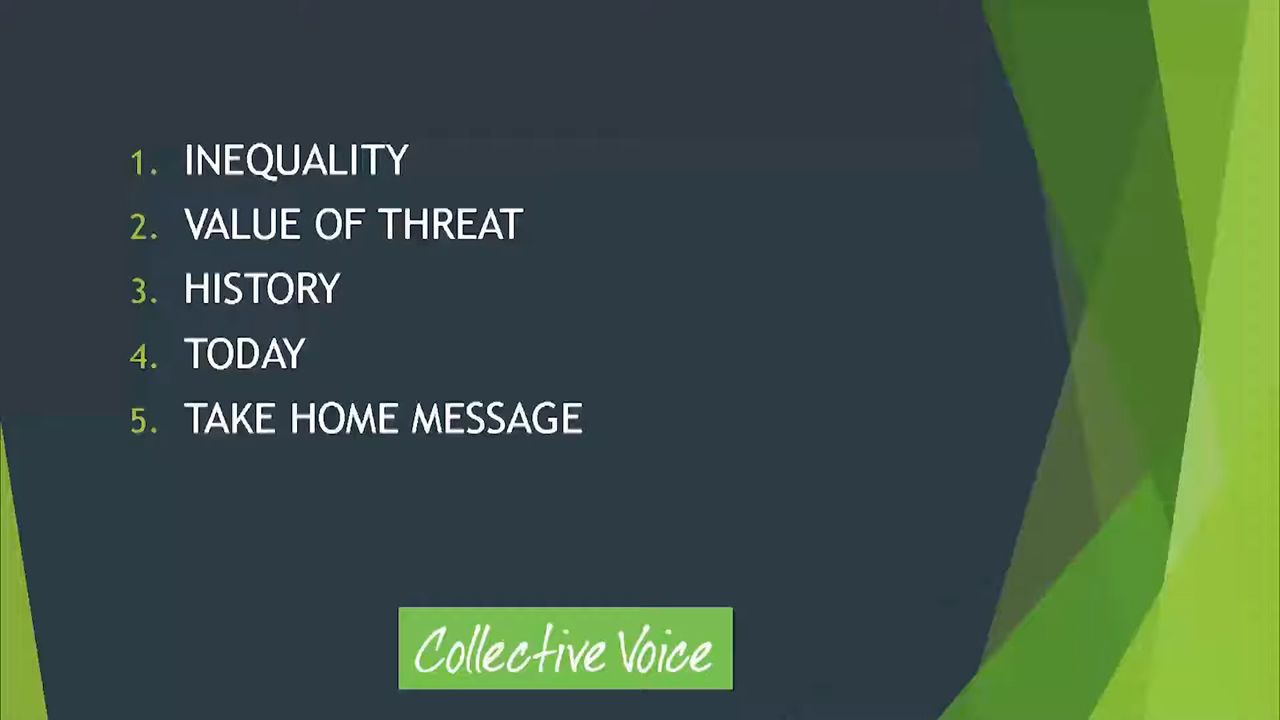 1. INEQUALITY
2. VALUE OF THREAT
3. HISTORY
4. TODAY
5. TAKE HOME MESSAGE
Collective Voice